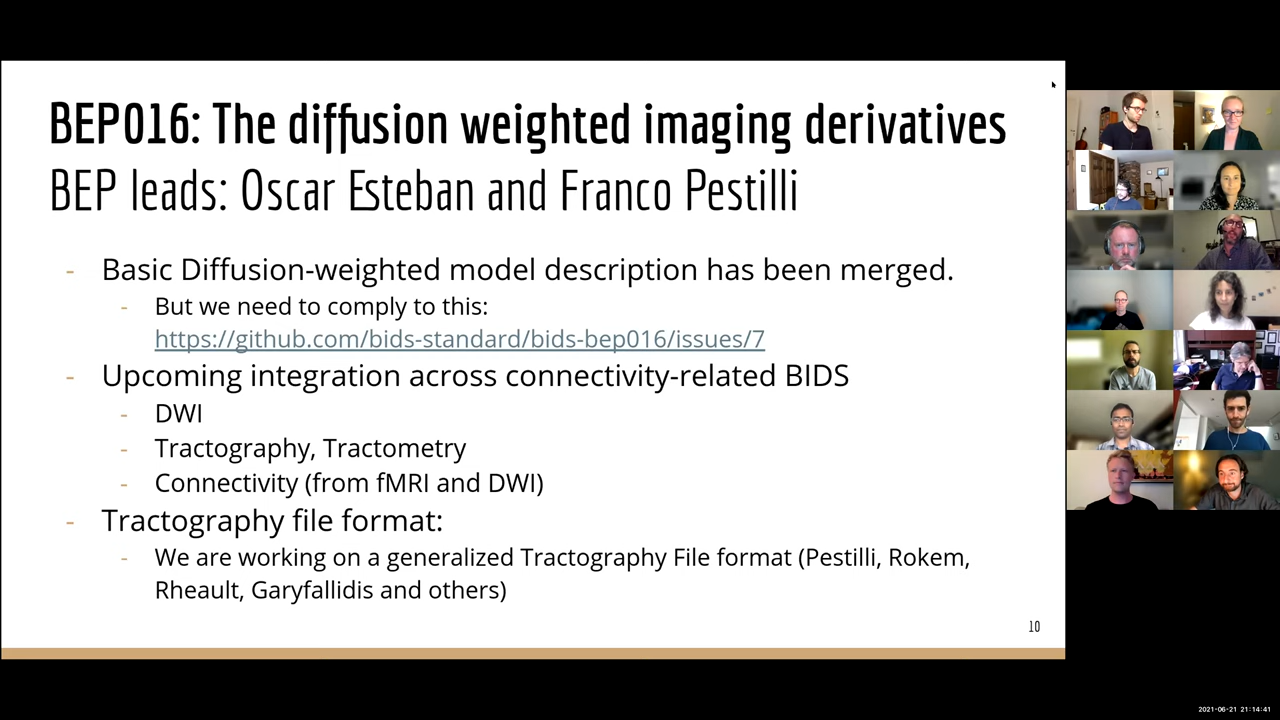 BEP016: The diffusion weighted imaging derivatives
BEP leads: Oscar Esteban and Franco Pestilli
- Basic Diffusion-weighted model description has been merged.
- But we need to comply to this:
https://github.com/bids-standard/bids-bep016/issues/7
- Upcoming integration across connectivity-related BIDS
- DWI
- Tractography, Tractometry
- Connectivity (from fMRI and DWI)
- Tractography file format:
- We are working on a generalized Tractography File format (Pestilli, Rokem,
Rheault, Garyfallidis and others)
10
2021-06-21 21:14:41